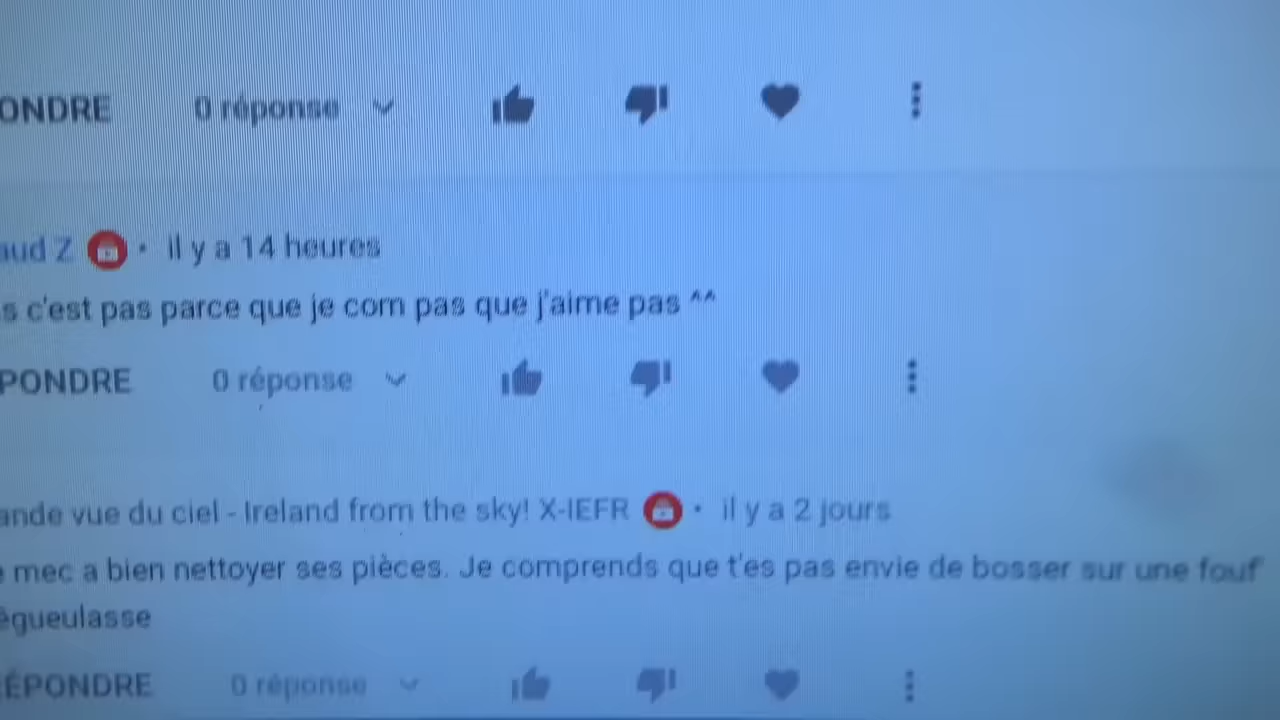 ONDRE 0 réponse
aud Z • il y a 14 heures
s c'est pas parce que je com pas que j'aime pas ^^
PONDRE 0 réponse
ande vue du ciel - Ireland from the sky! X-IEFR • il y a 2 jours
e mec a bien nettoyer ses pièces. Je comprends que t'es pas envie de bosser sur une fouf
égueulasse
ÉPONDRE 0 réponse